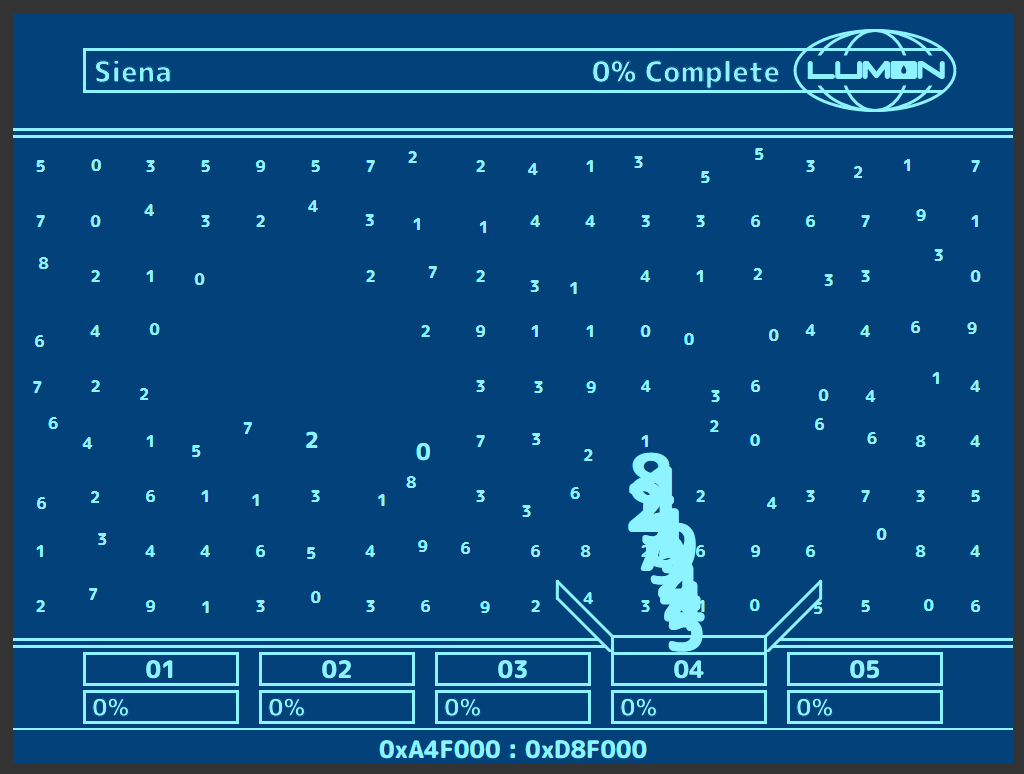 Siena 0% Complete LUMON
5 0 3 5 9 5 7 2 2 4 1 3 5 5 3 2 1 7
7 0 4 3 2 4 3 1 1 4 4 3 3 6 6 7 9 1
8 2 1 0 2 7 2 3 1 4 1 2 3 3 3 0
6 4 0 2 9 1 1 0 0 0 4 4 6 9
7 2 2 3 3 9 4 3 6 0 4 1 4
6 4 1 5 7 2 0 7 3 2 1 2 0 6 6 8 4
6 2 6 1 1 3 1 8 3 3 6 2 4 3 7 3 5
1 3 4 4 6 5 4 9 6 6 8 2 6 9 6 0 8 4
2 7 9 1 3 0 3 6 9 2 4 3 1 0 5 5 0 6
01 02 03 04 05
0% 0% 0% 0% 0%
0xA4F000 : 0xD8F000